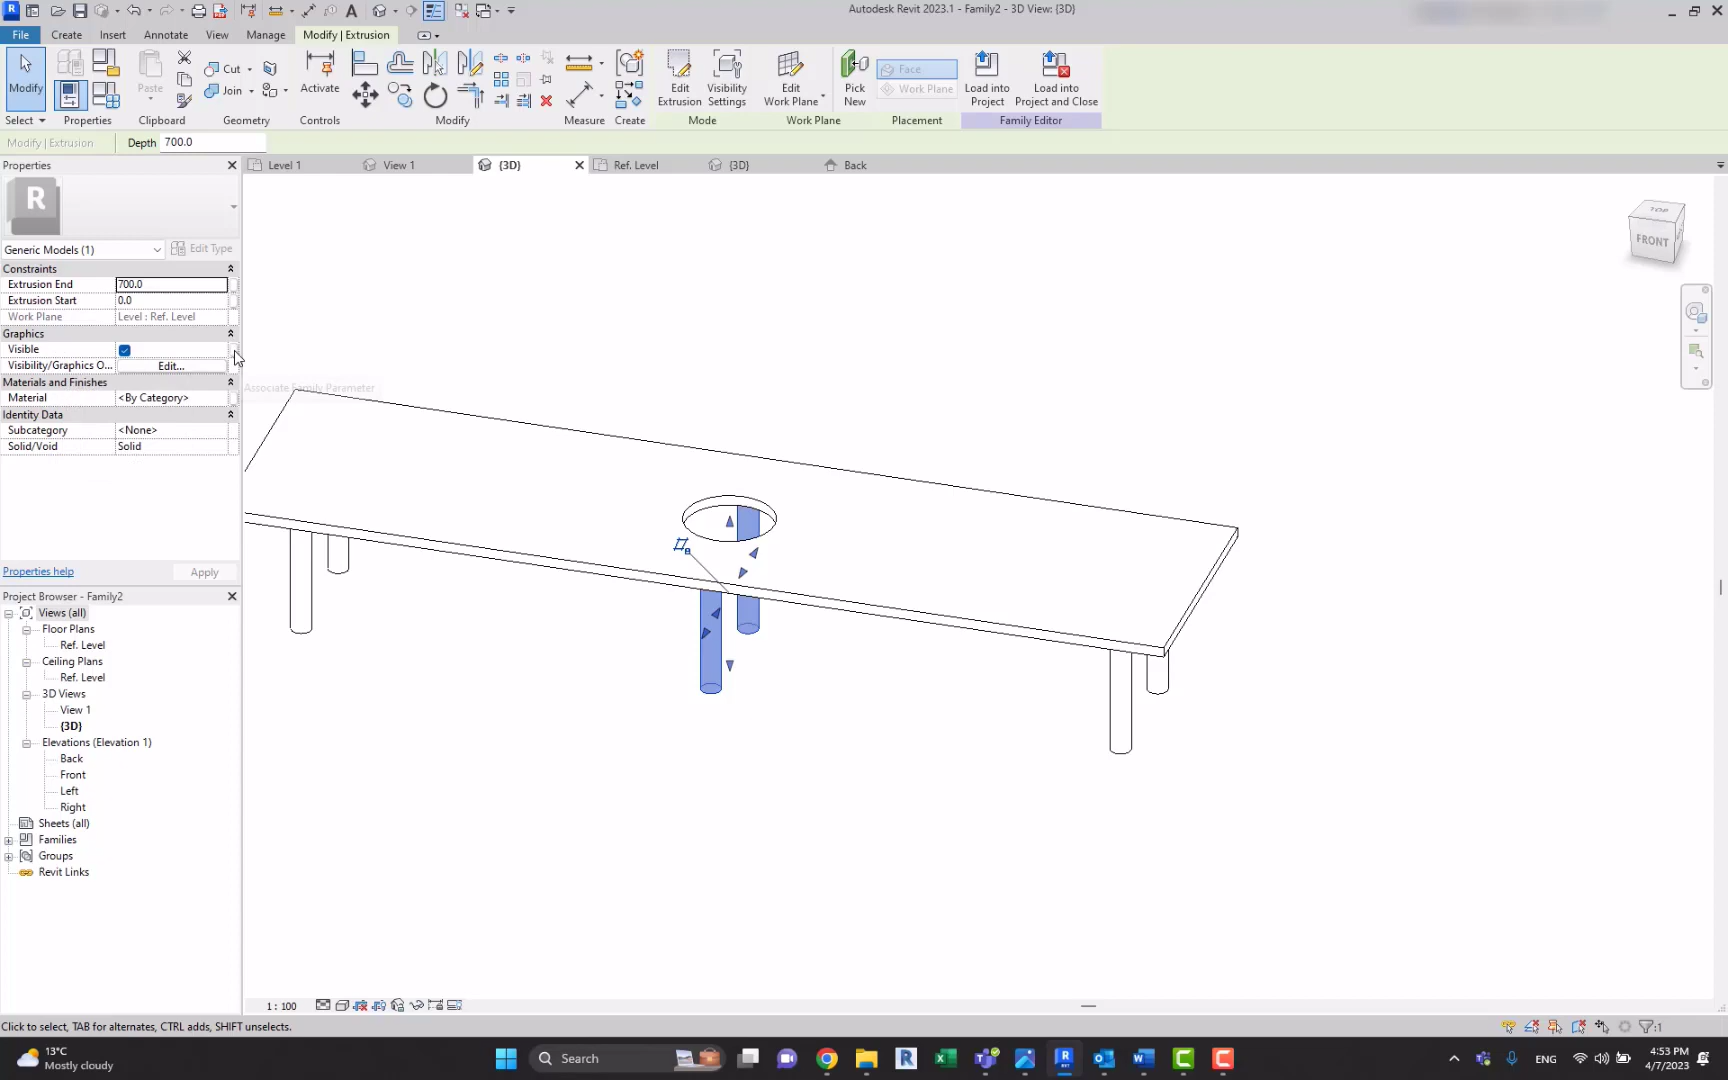 Autodesk Revit 2023.1 - Family2 - 3D View: {3D}
File Create Insert Annotate View Manage Modify | Extrusion
Modify
Paste
Cut
Join
Activate
Edit Extrusion
Visibility Settings
Edit Work Plane
Pick New
Face
Work Plane
Load into Project
Load into Project and Close
Select Properties Clipboard Geometry Controls Modify Measure Create Mode Work Plane Placement Family Editor
Modify | Extrusion Depth 700.0
Properties
Level 1 View 1 {3D} Ref. Level {3D} Back
R
Generic Models (1) Edit Type
Constraints
Extrusion End 700.0
Extrusion Start 0.0
Work Plane Level : Ref. Level
Graphics
Visible
Visibility/Graphics O... Edit...
Materials and Finishes
Associate Family Parameter
Material <By Category>
Identity Data
Subcategory <None>
Solid/Void Solid
TOP
FRONT
Properties help Apply
Project Browser - Family2
Views (all)
Floor Plans
Ref. Level
Ceiling Plans
Ref. Level
3D Views
View 1
{3D}
Elevations (Elevation 1)
Back
Front
Left
Right
Sheets (all)
Families
Groups
Revit Links
1 : 100
Click to select, TAB for alternates, CTRL adds, SHIFT unselects.
:1
13°C
Mostly cloudy
Search
ENG
4:53 PM
4/7/2023